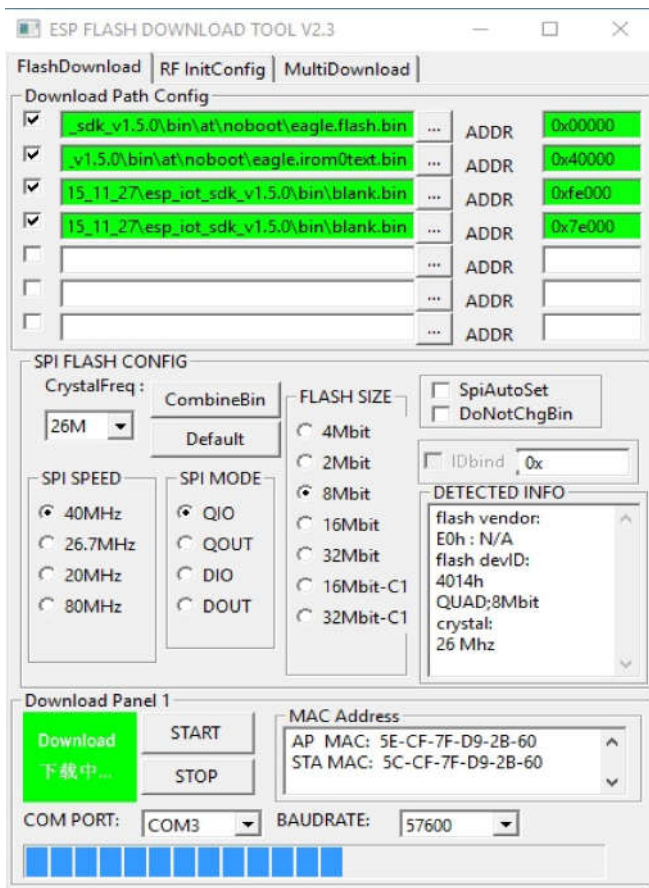 ESP FLASH DOWNLOAD TOOL V2.3
FlashDownload RF InitConfig MultiDownload
Download Path Config
_sdk_v1.5.0\bin\at\noboot\eagle.flash.bin ... ADDR 0x00000
_v1.5.0\bin\at\noboot\eagle.irom0text.bin ... ADDR 0x40000
15_11_27\esp_iot_sdk_v1.5.0\bin\blank.bin ... ADDR 0xfe000
15_11_27\esp_iot_sdk_v1.5.0\bin\blank.bin ... ADDR 0x7e000
... ADDR
... ADDR
... ADDR
SPI FLASH CONFIG
CrystalFreq :
26M
CombineBin
Default
SPI SPEED
40MHz
26.7MHz
20MHz
80MHz
SPI MODE
QIO
QOUT
DIO
DOUT
FLASH SIZE
4Mbit
2Mbit
8Mbit
16Mbit
32Mbit
16Mbit-C1
32Mbit-C1
SpiAutoSet
DoNotChgBin
IDbind 0x
DETECTED INFO
flash vendor:
E0h : N/A
flash devID:
4014h
QUAD;8Mbit
crystal:
26 Mhz
Download Panel 1
Download
下载中...
START
STOP
MAC Address
AP MAC: 5E-CF-7F-D9-2B-60
STA MAC: 5C-CF-7F-D9-2B-60
COM PORT: COM3 BAUDRATE: 57600